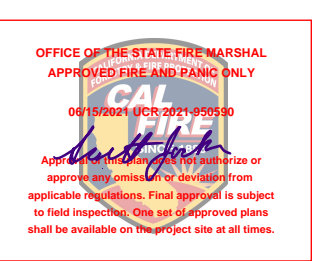 OFFICE OF THE STATE FIRE MARSHAL
APPROVED FIRE AND PANIC ONLY
CAL
06/15/2021 UCR 2021-950590
FIRE
SINCE 1885
Approval of this plan does not authorize or
approve any omission or deviation from
applicable regulations. Final approval is subject
to field inspection. One set of approved plans
shall be available on the project site at all times.